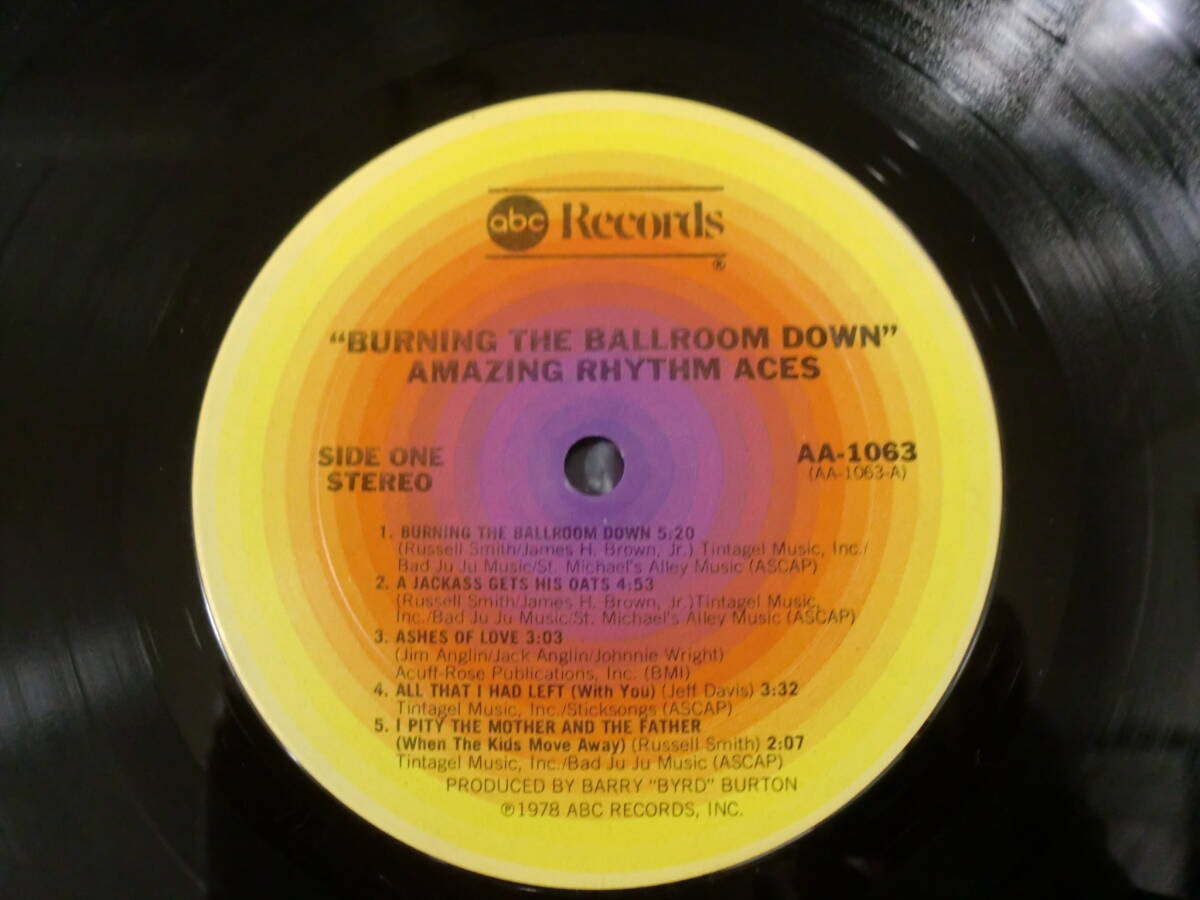 abc Records
®
"BURNING THE BALLROOM DOWN"
AMAZING RHYTHM ACES
SIDE ONE
STEREO
AA-1063
(AA-1063-A)
1. BURNING THE BALLROOM DOWN 5:20
(Russell Smith/James H. Brown, Jr.) Tintagel Music, Inc./
Bad Ju Ju Music/St. Michael's Alley Music (ASCAP)
2. A JACKASS GETS HIS OATS 4:53
(Russell Smith/James H. Brown, Jr.)Tintagel Music,
Inc./Bad Ju Ju Music/St. Michael's Alley Music (ASCAP)
3. ASHES OF LOVE 3:03
(Jim Anglin/Jack Anglin/Johnnie Wright)
Acuff-Rose Publications, Inc. (BMI)
4. ALL THAT I HAD LEFT (With You) (Jeff Davis) 3:32
Tintagel Music, Inc./Sticksongs (ASCAP)
5. I PITY THE MOTHER AND THE FATHER
(When The Kids Move Away) (Russell Smith) 2:07
Tintagel Music, Inc./Bad Ju Ju Music (ASCAP)
PRODUCED BY BARRY "BYRD" BURTON
℗1978 ABC RECORDS, INC.